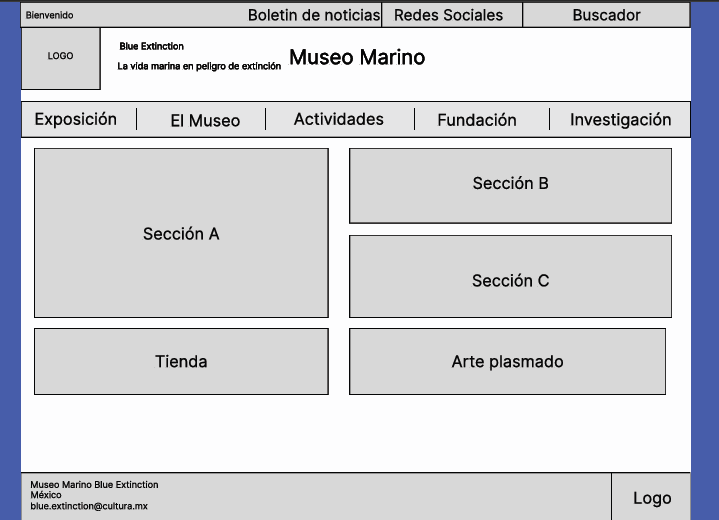 Bienvenido
Boletin de noticias
Redes Sociales
Buscador
LOGO
Blue Extinction
La vida marina en peligro de extinción
Museo Marino
Exposición
El Museo
Actividades
Fundación
Investigación
Sección A
Sección B
Sección C
Tienda
Arte plasmado
Museo Marino Blue Extinction
México
blue.extinction@cultura.mx
Logo